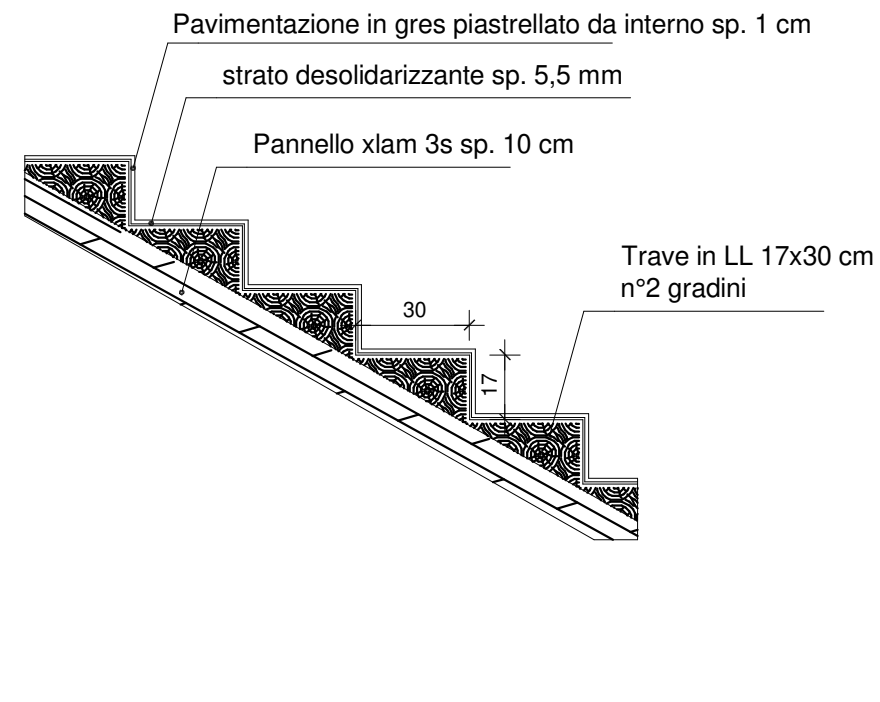 Pavimentazione in gres piastrellato da interno sp. 1 cm
strato desolidarizzante sp. 5,5 mm
Pannello xlam 3s sp. 10 cm
Trave in LL 17x30 cm
n°2 gradini
30
17